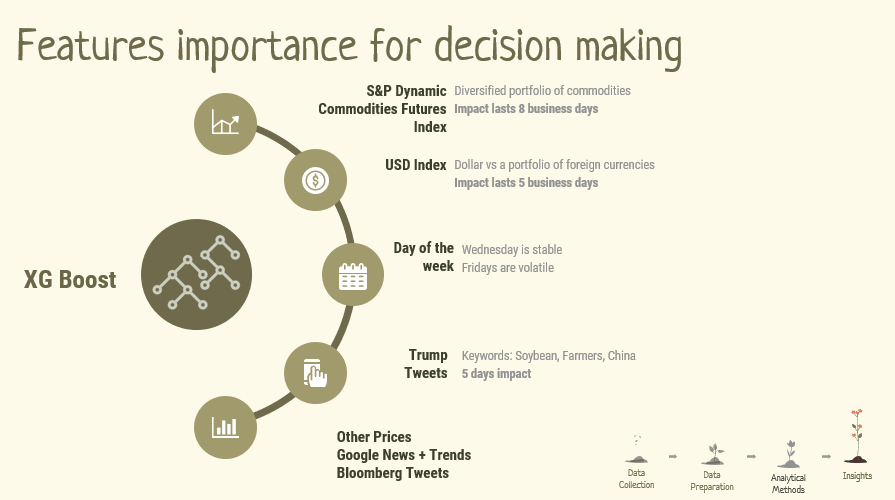 Features importance for decision making
S&P Dynamic
Commodities Futures
Index
Diversified portfolio of commodities
Impact lasts 8 business days
USD Index
Dollar vs a portfolio of foreign currencies
Impact lasts 5 business days
XG Boost
Day of the
week
Wednesday is stable
Fridays are volatile
Trump
Tweets
Keywords: Soybean, Farmers, China
5 days impact
Other Prices
Google News + Trends
Bloomberg Tweets
Data
Collection
Data
Preparation
Analytical
Methods
Insights